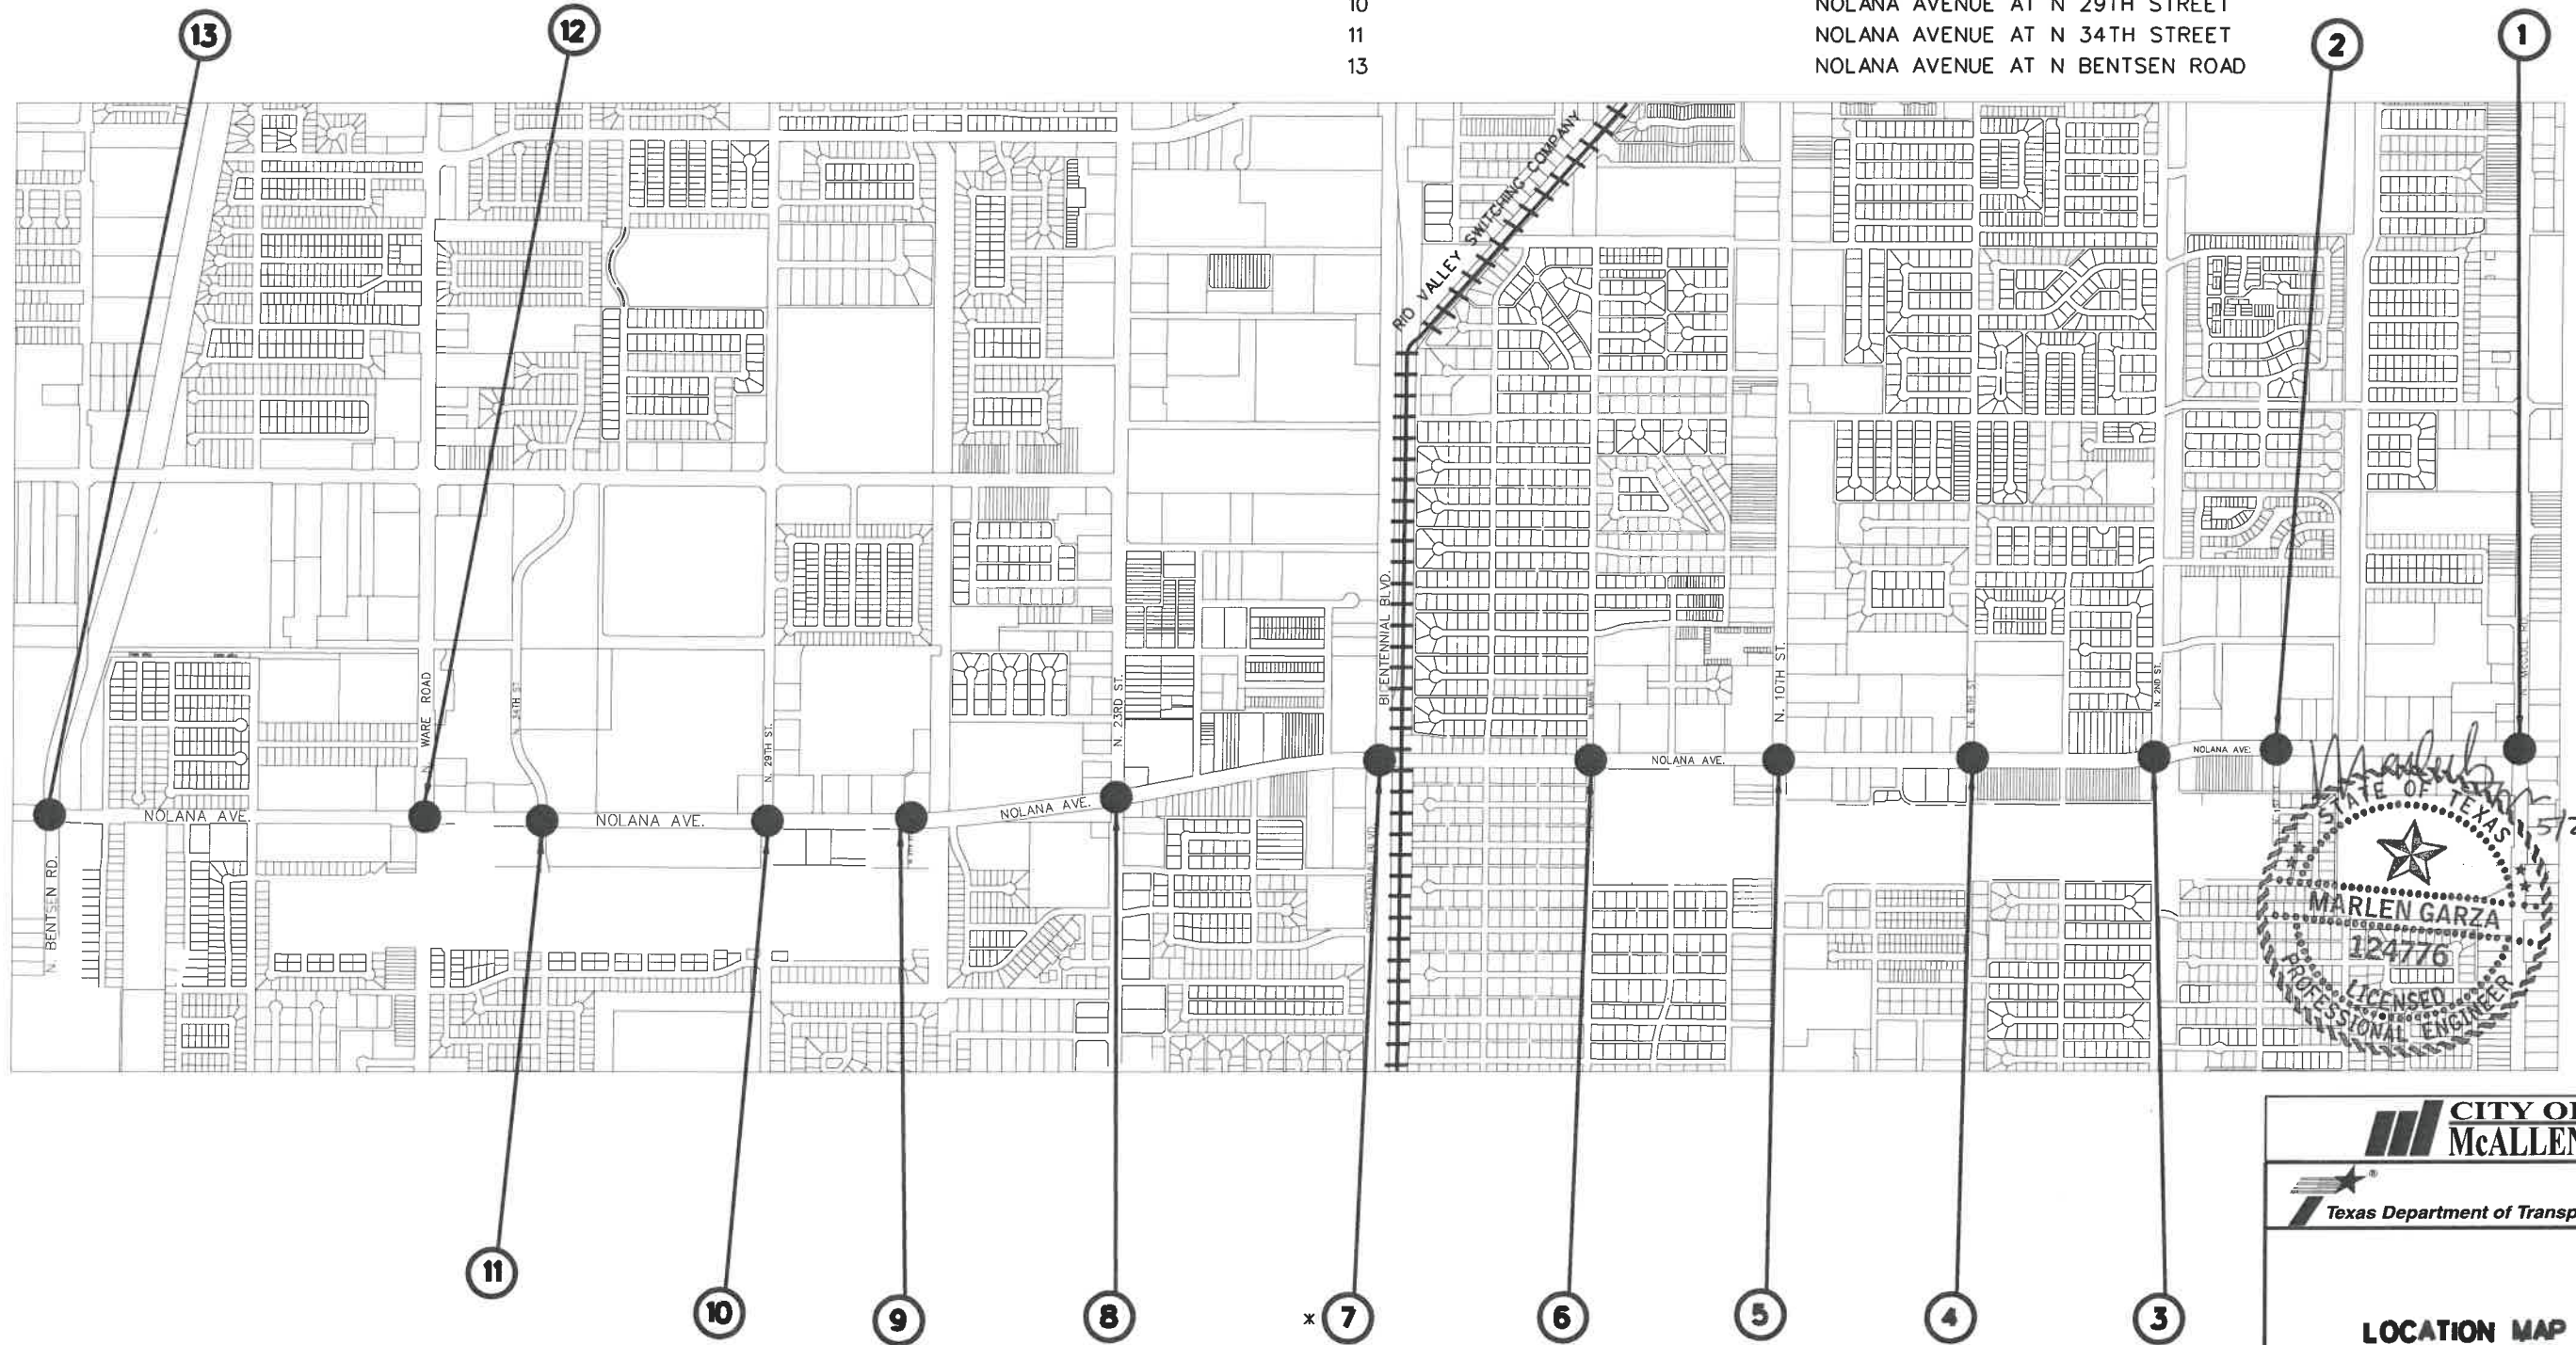 10 NOLANA AVENUE AT N 29TH STREET
11 NOLANA AVENUE AT N 34TH STREET
13 NOLANA AVENUE AT N BENTSEN ROAD
13
12
2
1
RIO VALLEY SWITCHING COMPANY
BICENTENNIAL BLVD.
N. 10TH ST.
N. 2ND ST.
N. MCCOLL RD.
N. WARE ROAD
N. 34TH ST.
N. 29TH ST.
N. 23RD ST.
NOLANA AVE.
NOLANA AVE.
NOLANA AVE.
NOLANA AVE.
NOLANA AVE.
N. BENTSEN RD.
BICENTENNIAL BLVD.
STATE OF TEXAS
MARLEN GARZA
124776
LICENSED
PROFESSIONAL ENGINEER
11
10
9
8
* 7
6
5
4
3
CITY OF
McALLEN
®
Texas Department of Transp
LOCATION MAP